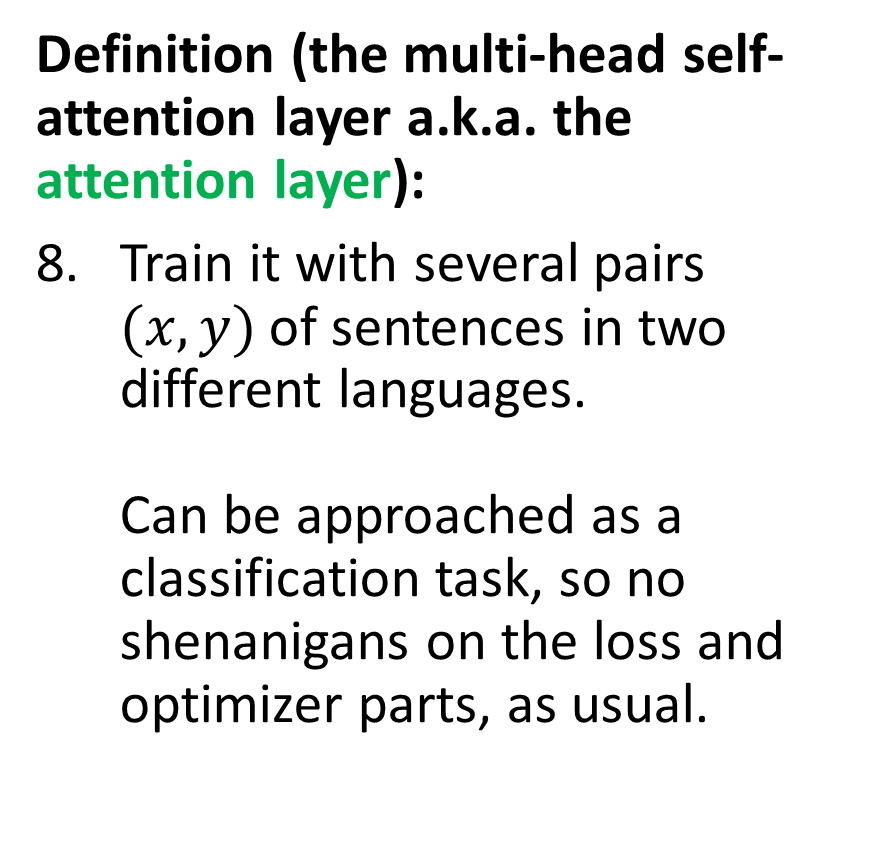 Definition (the multi-head self-
attention layer a.k.a. the
attention layer):
8. Train it with several pairs
(x, y) of sentences in two
different languages.
Can be approached as a
classification task, so no
shenanigans on the loss and
optimizer parts, as usual.